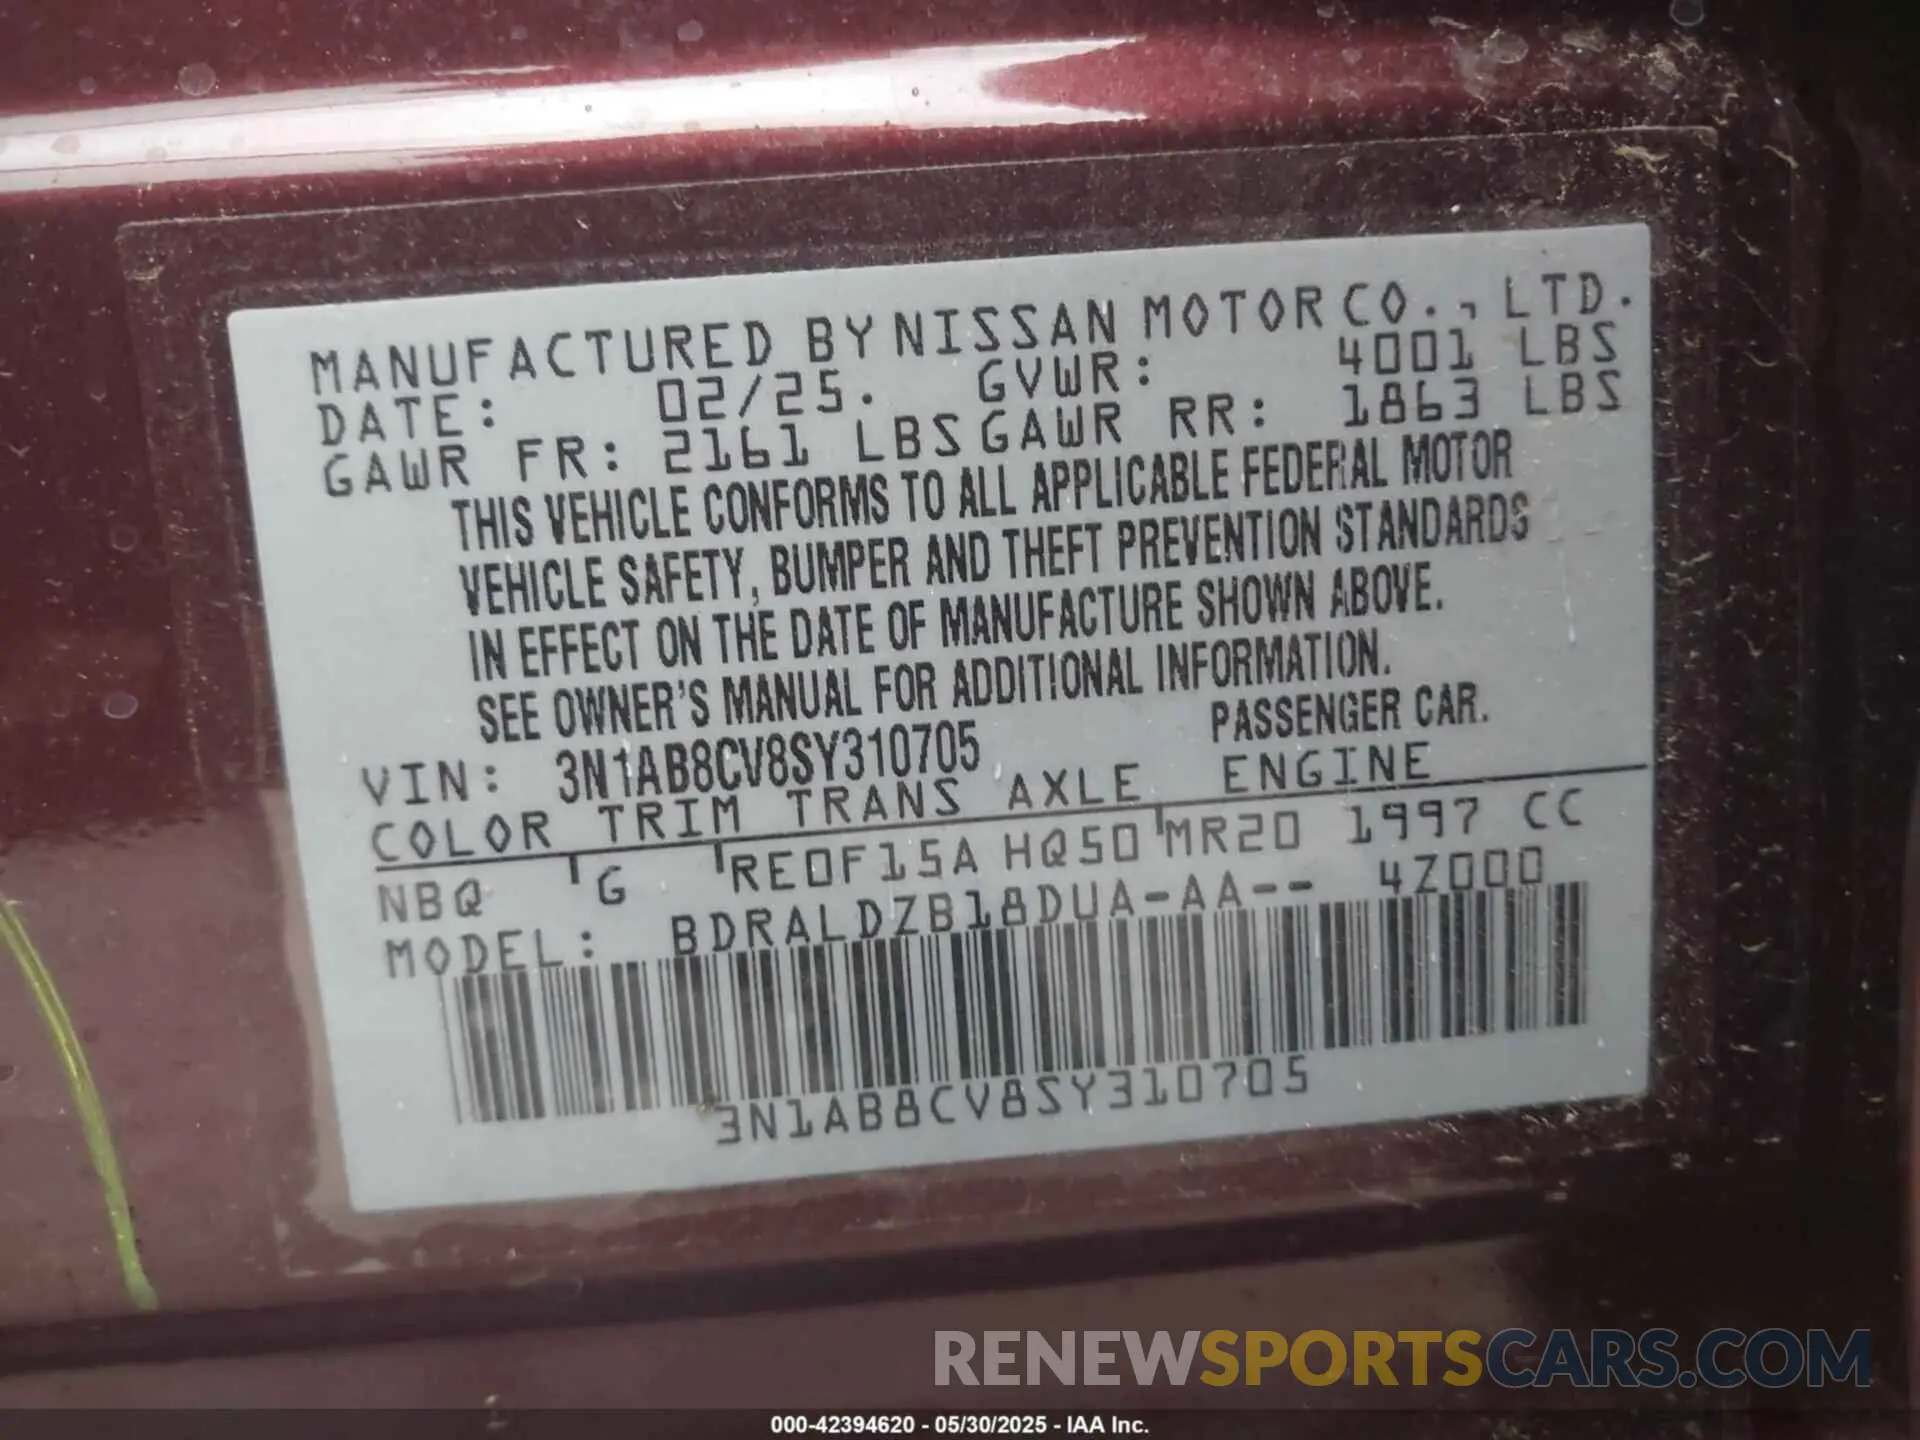 MANUFACTURED BY NISSAN MOTOR CO., LTD.
DATE: 02/25. GVWR: 4001 LBS
GAWR FR: 2161 LBS GAWR RR: 1863 LBS
THIS VEHICLE CONFORMS TO ALL APPLICABLE FEDERAL MOTOR
VEHICLE SAFETY, BUMPER AND THEFT PREVENTION STANDARDS
IN EFFECT ON THE DATE OF MANUFACTURE SHOWN ABOVE.
SEE OWNER'S MANUAL FOR ADDITIONAL INFORMATION.
VIN: 3N1AB8CV8SY310705 PASSENGER CAR.
COLOR TRIM TRANS AXLE ENGINE
NBQ G RE0F15A HQ50 MR20 1997 CC
MODEL: BDRALDZB18DUA-AA-- 4Z000
3N1AB8CV8SY310705
RENEWSPORTSCARS.COM
000-42394620 - 05/30/2025 - IAA Inc.